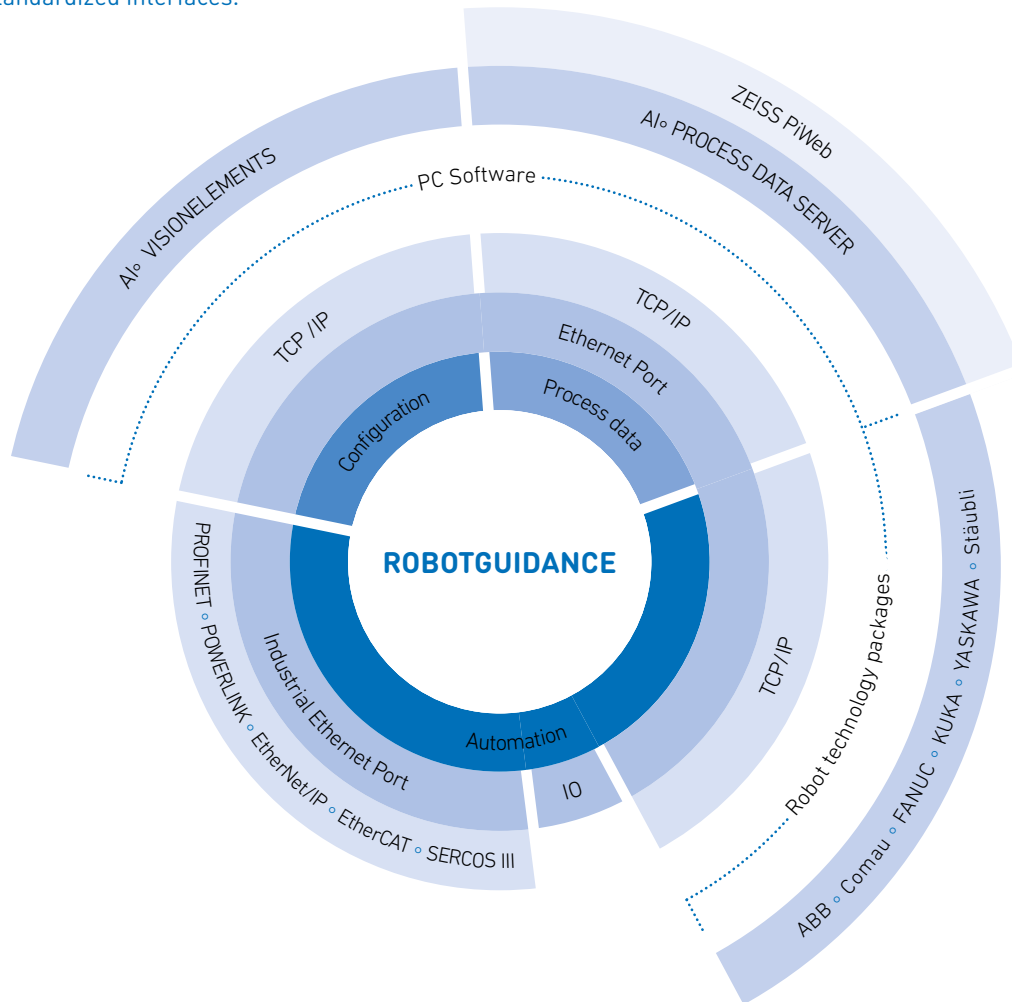 standardized interfaces.
ZEISS PiWeb
AI° PROCESS DATA SERVER
AI° VISIONELEMENTS
PC Software
TCP /IP
TCP/IP
Ethernet Port
Configuration
Process data
ROBOTGUIDANCE
PROFINET ∘ POWERLINK ∘ EtherNet/IP ∘ EtherCAT ∘ SERCOS III
Industrial Ethernet Port
Automation
IO
TCP/IP
Robot technology packages
ABB ∘ Comau ∘ FANUC ∘ KUKA ∘ YASKAWA ∘ Stäubli